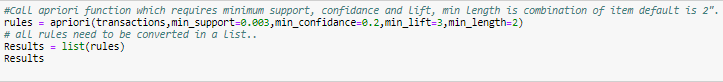 #Call apriori function which requires minimum support, confidance and lift, min length is combination of item default is 2".
rules = apriori(transactions,min_support=0.003,min_confidance=0.2,min_lift=3,min_length=2)
# all rules need to be converted in a list..
Results = list(rules)
Results